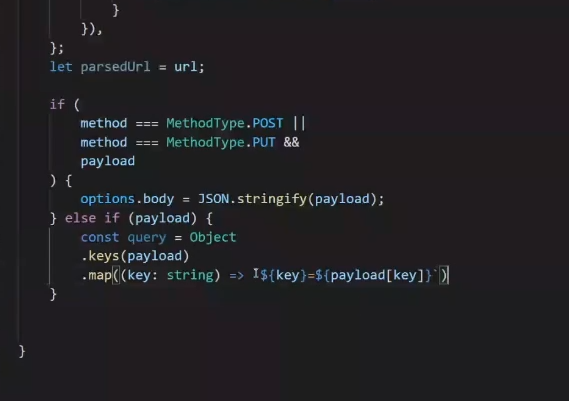 }
}),
};
let parsedUrl = url;
if (
method === MethodType.POST ||
method === MethodType.PUT &&
payload
) {
options.body = JSON.stringify(payload);
} else if (payload) {
const query = Object
.keys(payload)
.map((key: string) => `${key}=${payload[key]}`)
}
}